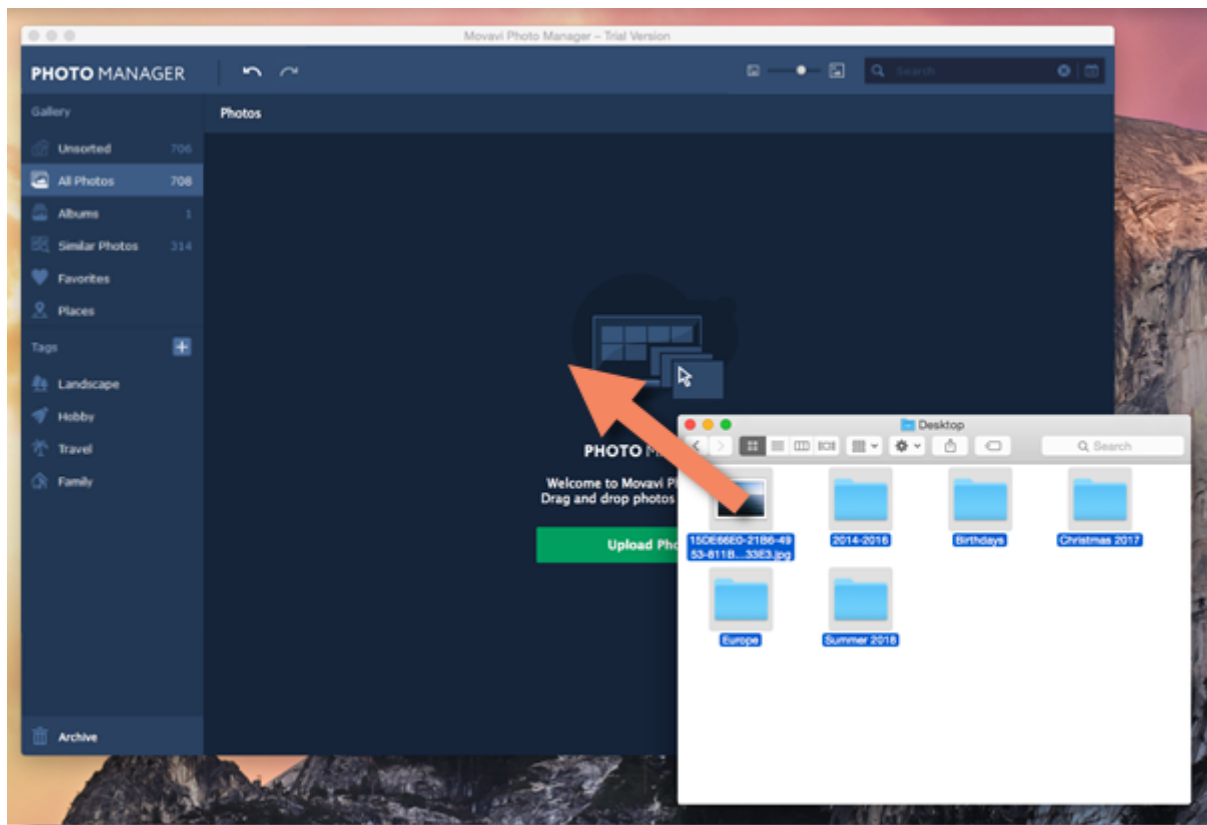 Movavi Photo Manager – Trial Version
PHOTO MANAGER
Search
Gallery
Photos
Unsorted 706
All Photos 708
Albums 1
Similar Photos 314
Favorites
Places
Tags
Landscape
Hobby
Travel
Family
Archive
PHOTO
Welcome to Movavi
Drag and drop photos
Upload
Desktop
Search
15DE66E0-21B6-49
53-811B...33E3.jpg
2014-2016
Birthdays
Christmas 2017
Europe
Summer 2018